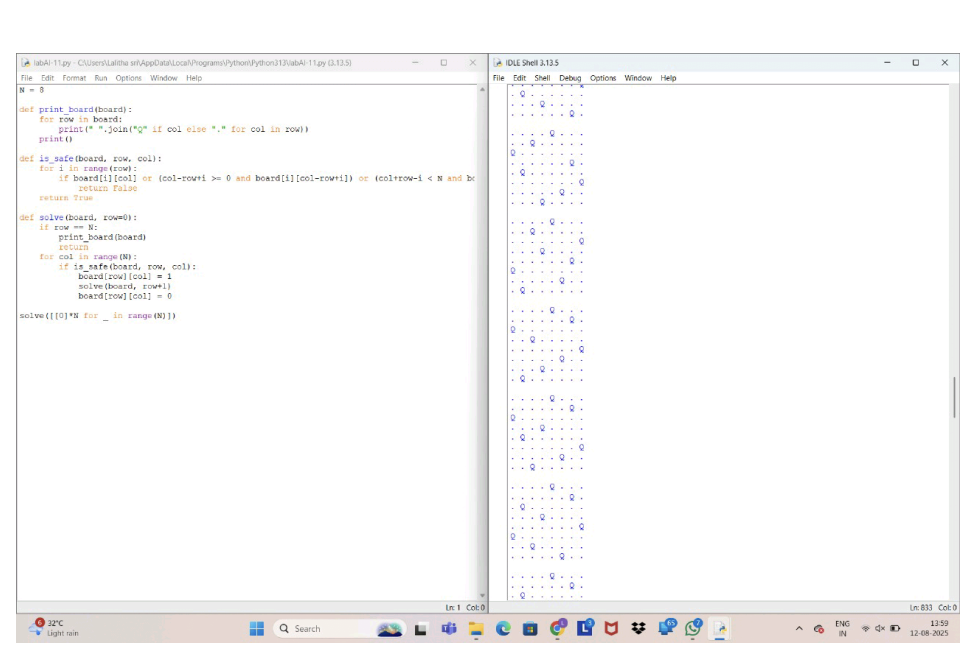 labAI-11.py - C:\Users\Lalitha sri\AppData\Local\Programs\Python\Python313\labAI-11.py (3.13.5)
File Edit Format Run Options Window Help
N = 8
def print_board(board):
    for row in board:
        print(" ".join("Q" if col else "." for col in row))
    print()
def is_safe(board, row, col):
    for i in range(row):
        if board[i][col] or (col-row+i >= 0 and board[i][col-row+i]) or (col+row-i < N and bo
            return False
    return True
def solve(board, row=0):
    if row == N:
        print_board(board)
        return
    for col in range(N):
        if is_safe(board, row, col):
            board[row][col] = 1
            solve(board, row+1)
            board[row][col] = 0
solve([[0]*N for _ in range(N)])
Ln: 1 Col: 0
IDLE Shell 3.13.5
File Edit Shell Debug Options Window Help
. Q . . . . . .
. . . Q . . . .
. . . . . . Q .
. . . . Q . . .
. . Q . . . . .
Q . . . . . . .
. . . . . . Q .
. Q . . . . . .
. . . . . . . Q
. . . . . Q . .
. . . Q . . . .
. . . . Q . . .
. . Q . . . . .
. . . . . . . Q
. . . Q . . . .
. . . . . . Q .
Q . . . . . . .
. . . . . Q . .
. Q . . . . . .
. . . . Q . . .
. . . . . . Q .
Q . . . . . . .
. . Q . . . . .
. . . . . . . Q
. . . . . Q . .
. . . Q . . . .
. Q . . . . . .
. . . . Q . . .
. . . . . . Q .
Q . . . . . . .
. . . Q . . . .
. Q . . . . . .
. . . . . . . Q
. . . . . Q . .
. . Q . . . . .
. . . . Q . . .
. . . . . . Q .
. Q . . . . . .
. . . Q . . . .
. . . . . . . Q
Q . . . . . . .
. . Q . . . . .
. . . . . Q . .
. . . . Q . . .
. . . . . . Q .
. Q . . . . . .
Ln: 833 Col: 0
32°C
Light rain
Search
ENG
IN
13:59
12-08-2025